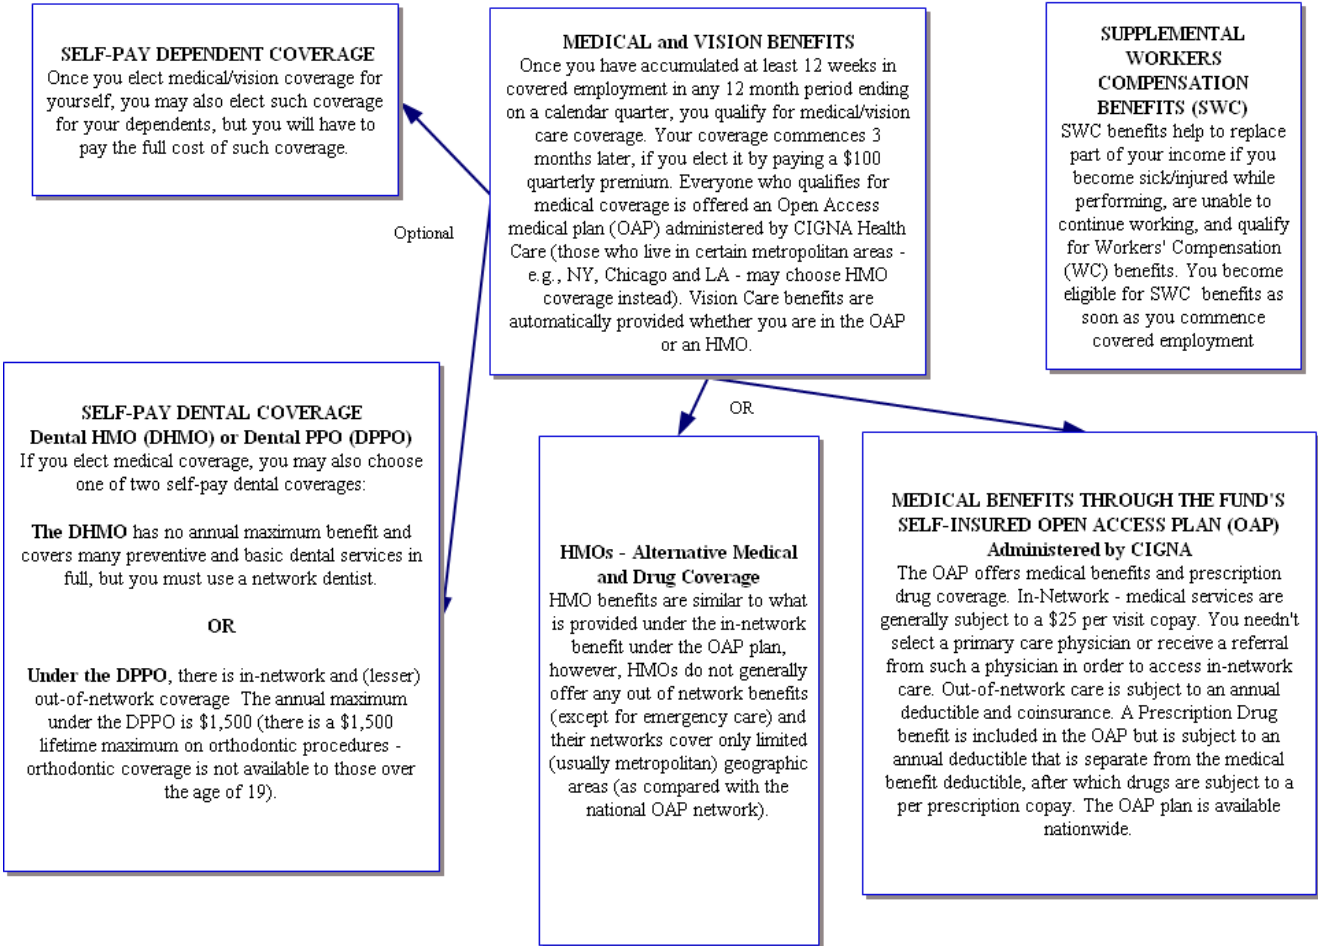 SELF-PAY DEPENDENT COVERAGE
Once you elect medical/vision coverage for
yourself, you may also elect such coverage
for your dependents, but you will have to
pay the full cost of such coverage.
MEDICAL and VISION BENEFITS
Once you have accumulated at least 12 weeks in
covered employment in any 12 month period ending
on a calendar quarter, you qualify for medical/vision
care coverage. Your coverage commences 3
months later, if you elect it by paying a $100
quarterly premium. Everyone who qualifies for
medical coverage is offered an Open Access
medical plan (OAP) administered by CIGNA Health
Care (those who live in certain metropolitan areas -
e.g., NY, Chicago and LA - may choose HMO
coverage instead). Vision Care benefits are
automatically provided whether you are in the OAP
or an HMO.
SUPPLEMENTAL
WORKERS
COMPENSATION
BENEFITS (SWC)
SWC benefits help to replace
part of your income if you
become sick/injured while
performing, are unable to
continue working, and qualify
for Workers' Compensation
(WC) benefits. You become
eligible for SWC  benefits as
soon as you commence
covered employment
Optional
OR
SELF-PAY DENTAL COVERAGE
Dental HMO (DHMO) or Dental PPO (DPPO)
If you elect medical coverage, you may also choose
one of two self-pay dental coverages:
The DHMO has no annual maximum benefit and
covers many preventive and basic dental services in
full, but you must use a network dentist.
OR
Under the DPPO, there is in-network and (lesser)
out-of-network coverage  The annual maximum
under the DPPO is $1,500 (there is a $1,500
lifetime maximum on orthodontic procedures -
orthodontic coverage is not available to those over
the age of 19).
HMOs - Alternative Medical
and Drug Coverage
HMO benefits are similar to what
is provided under the in-network
benefit under the OAP plan,
however, HMOs do not generally
offer any out of network benefits
(except for emergency care) and
their networks cover only limited
(usually metropolitan) geographic
areas (as compared with the
national OAP network).
MEDICAL BENEFITS THROUGH THE FUND'S
SELF-INSURED OPEN ACCESS PLAN (OAP)
Administered by CIGNA
The OAP offers medical benefits and prescription
drug coverage. In-Network - medical services are
generally subject to a $25 per visit copay. You needn't
select a primary care physician or receive a referral
from such a physician in order to access in-network
care. Out-of-network care is subject to an annual
deductible and coinsurance. A Prescription Drug
benefit is included in the OAP but is subject to an
annual deductible that is separate from the medical
benefit deductible, after which drugs are subject to a
per prescription copay. The OAP plan is available
nationwide.